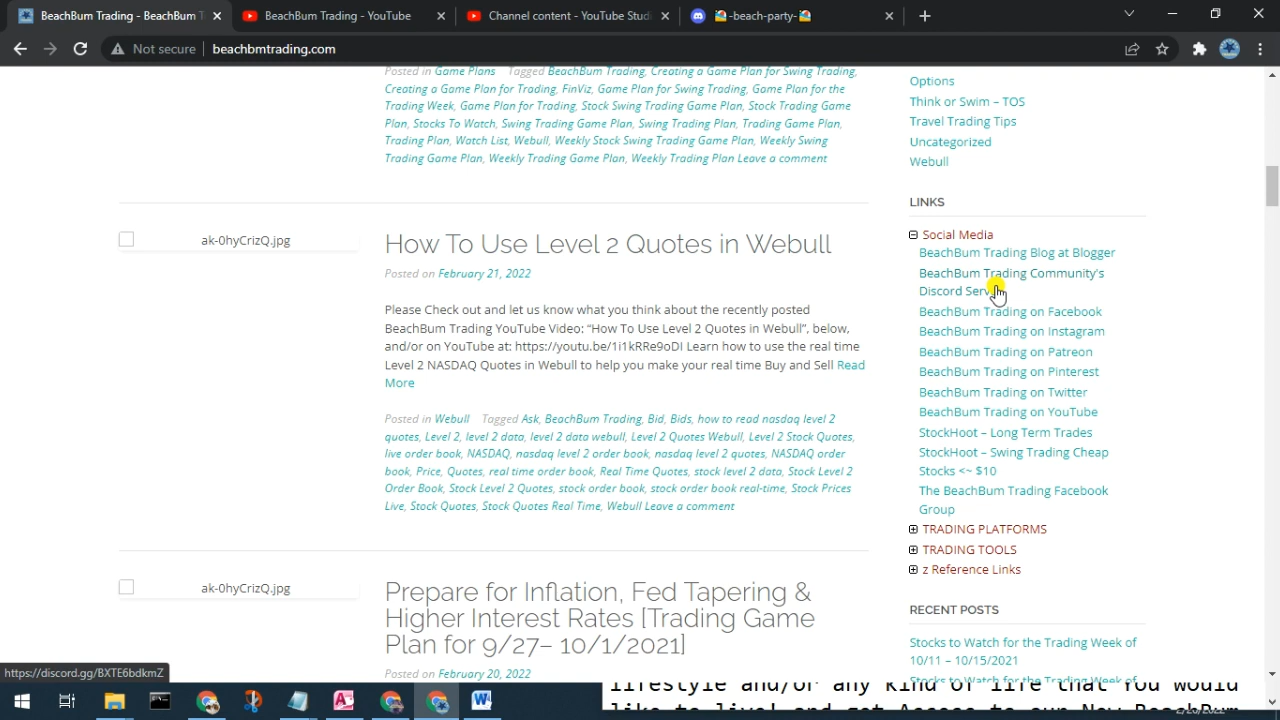 BeachBum Trading - BeachBum T
BeachBum Trading - YouTube
Channel content - YouTube Stud
-beach-party-
Not secure
beachbmtrading.com
Posted in Game Plans Tagged BeachBum Trading, Creating a Game Plan for Swing Trading,
Creating a Game Plan for Trading, FinViz, Game Plan for Swing Trading, Game Plan for the
Trading Week, Game Plan for Trading, Stock Swing Trading Game Plan, Stock Trading Game
Plan, Stocks To Watch, Swing Trading Game Plan, Swing Trading Plan, Trading Game Plan,
Trading Plan, Watch List, Webull, Weekly Stock Swing Trading Game Plan, Weekly Swing
Trading Game Plan, Weekly Trading Game Plan, Weekly Trading Plan Leave a comment
ak-0hyCrizQ.jpg
How To Use Level 2 Quotes in Webull
Posted on February 21, 2022
Please Check out and let us know what you think about the recently posted
BeachBum Trading YouTube Video: “How To Use Level 2 Quotes in Webull”, below,
and/or on YouTube at: https://youtu.be/1i1kRRe9oDI Learn how to use the real time
Level 2 NASDAQ Quotes in Webull to help you make your real time Buy and Sell Read
More
Posted in Webull Tagged Ask, BeachBum Trading, Bid, Bids, how to read nasdaq level 2
quotes, Level 2, level 2 data, level 2 data webull, Level 2 Quotes Webull, Level 2 Stock Quotes,
live order book, NASDAQ, nasdaq level 2 order book, nasdaq level 2 quotes, NASDAQ order
book, Price, Quotes, real time order book, Real Time Quotes, stock level 2 data, Stock Level 2
Order Book, Stock Level 2 Quotes, stock order book, stock order book real-time, Stock Prices
Live, Stock Quotes, Stock Quotes Real Time, Webull Leave a comment
ak-0hyCrizQ.jpg
Prepare for Inflation, Fed Tapering &
Higher Interest Rates [Trading Game
Plan for 9/27– 10/1/2021]
Posted on February 20, 2022
Options
Think or Swim – TOS
Travel Trading Tips
Uncategorized
Webull
LINKS
Social Media
BeachBum Trading Blog at Blogger
BeachBum Trading Community's
Discord Server
BeachBum Trading on Facebook
BeachBum Trading on Instagram
BeachBum Trading on Patreon
BeachBum Trading on Pinterest
BeachBum Trading on Twitter
BeachBum Trading on YouTube
StockHoot – Long Term Trades
StockHoot – Swing Trading Cheap
Stocks <~ $10
The BeachBum Trading Facebook
Group
TRADING PLATFORMS
TRADING TOOLS
z Reference Links
RECENT POSTS
Stocks to Watch for the Trading Week of
10/11 – 10/15/2021
Stocks to Watch for the Trading Week of
https://discord.gg/BXTE6bdkmZ
lifestyle and/or any kind of life that You would
like to live! and get Access to our New BeachBum